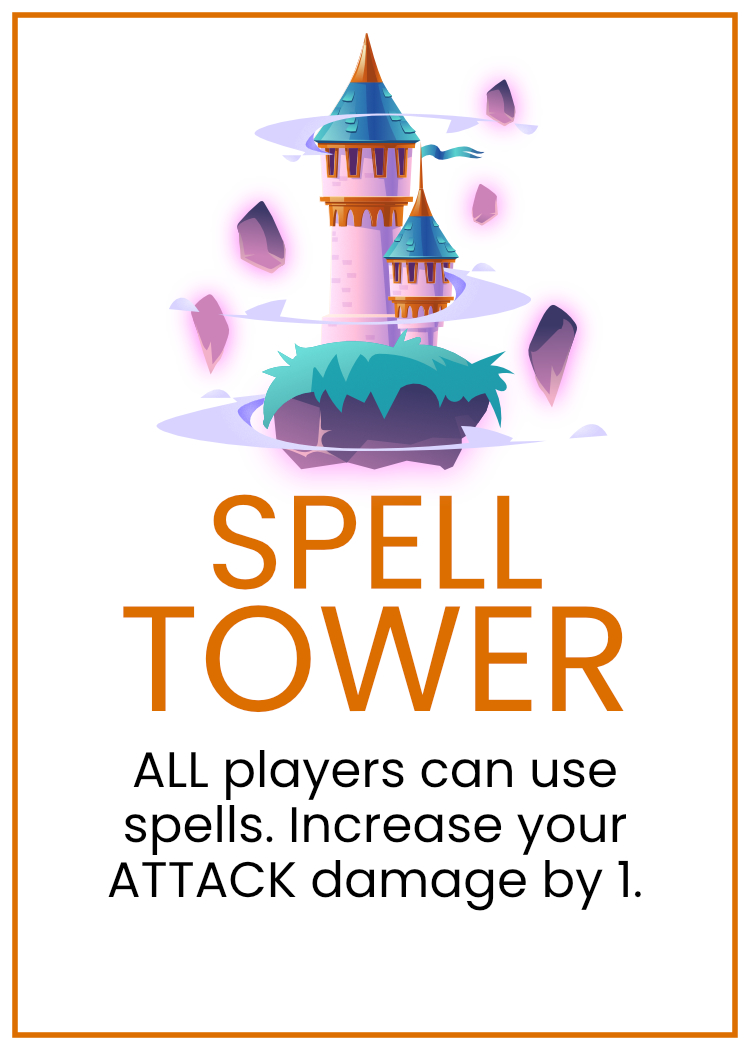 SPELL
TOWER
ALL players can use
spells. Increase your
ATTACK damage by 1.